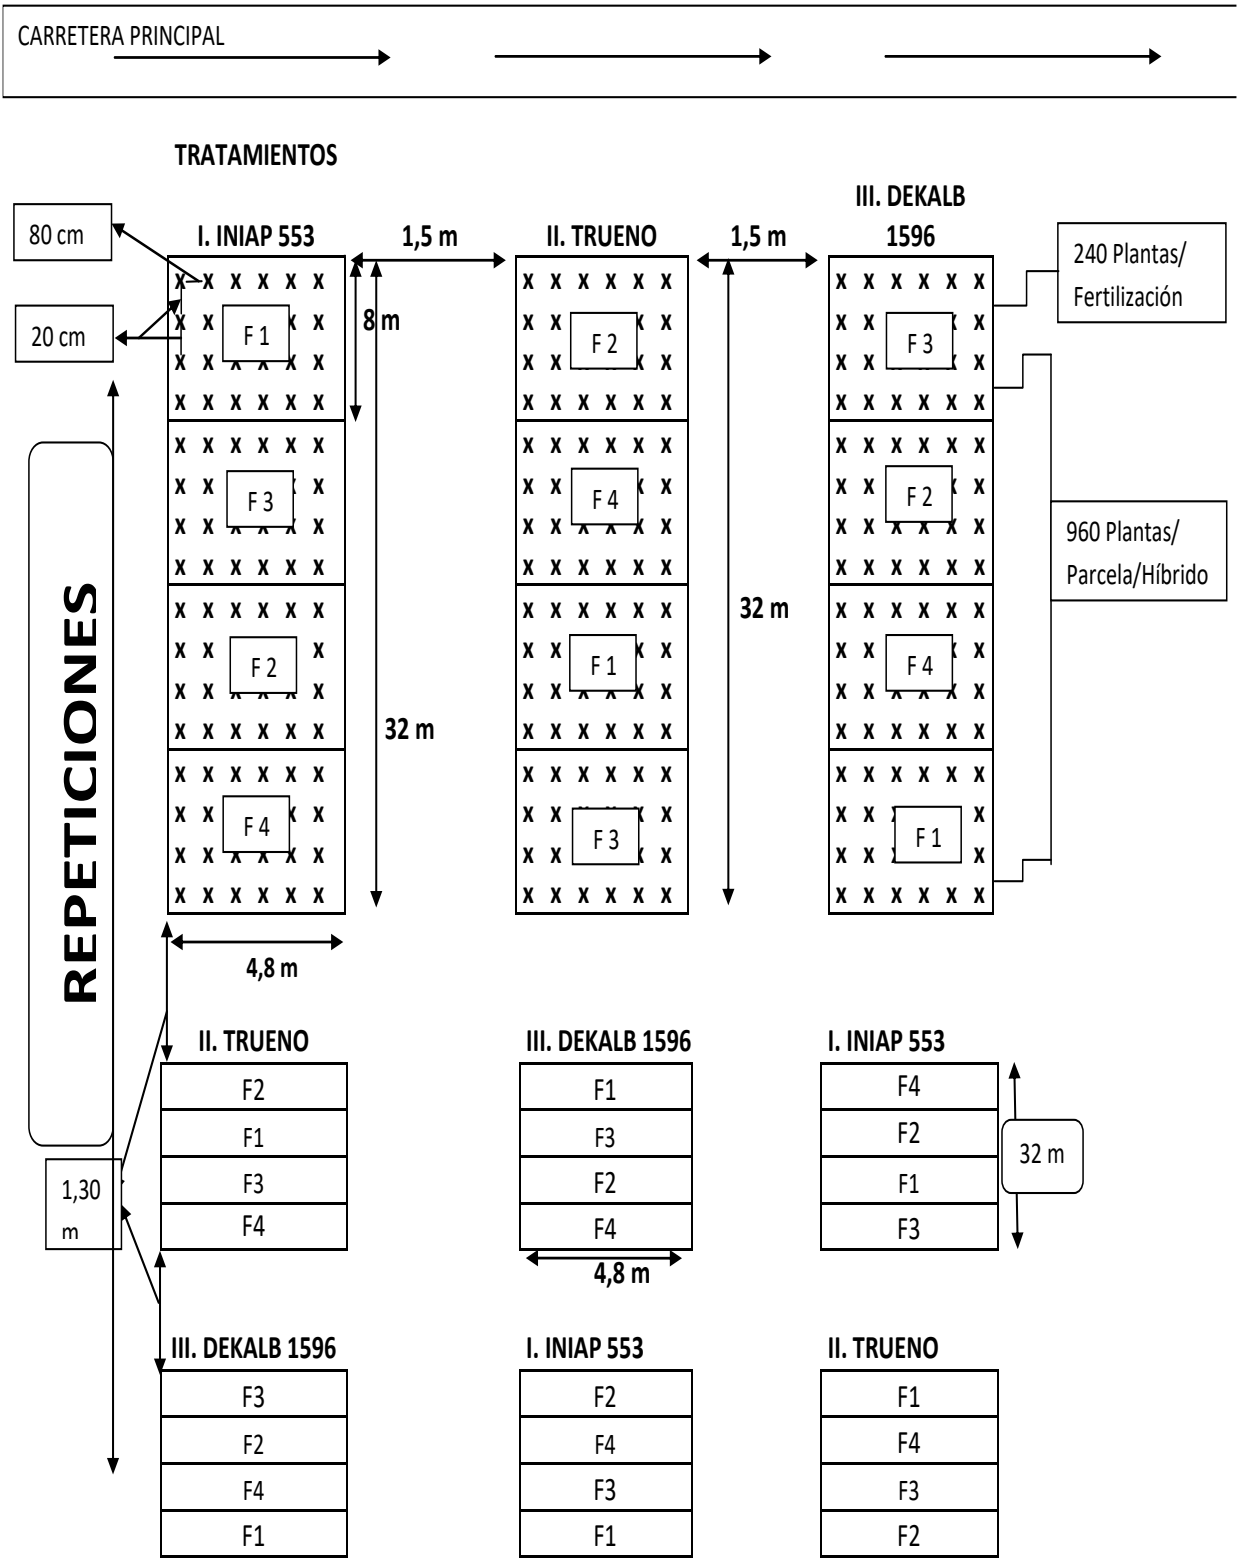 CARRETERA PRINCIPAL
TRATAMIENTOS
80 cm
20 cm
I. INIAP 553
1,5 m
II. TRUENO
1,5 m
III. DEKALB
1596
240 Plantas/
Fertilización
X X X X X X
X X X X X X
X X X X X X
X X
F 1
X X
8 m
X X
F 2
X X
X X
F 3
X X
X X X X X X
X X X X X X
X X X X X X
X X X X X X
X X X X X X
X X X X X X
X X
F 3
X
X X
F 4
X X
X X
F 2
X X
960 Plantas/
Parcela/Híbrido
X X X X X X
X X X X X X
X X X X X X
X X X X X X
X X X X X X
X X X X X X
32 m
X X
F 2
X
X X
F 1
X X
X X
F 4
X X
X X X X X X
X X X X X X
X X X X X X
32 m
X X X X X X
X X X X X X
X X X X X X
X X
F 4
X X
X X
F 3
X X
X X
F 1
X
X X X X X X
X X X X X X
X X X X X X
REPETICIONES
4,8 m
1,30
m
II. TRUENO
F2
F1
F3
F4
III. DEKALB 1596
F1
F3
F2
F4
4,8 m
I. INIAP 553
F4
F2
F1
F3
32 m
III. DEKALB 1596
F3
F2
F4
F1
I. INIAP 553
F2
F4
F3
F1
II. TRUENO
F1
F4
F3
F2